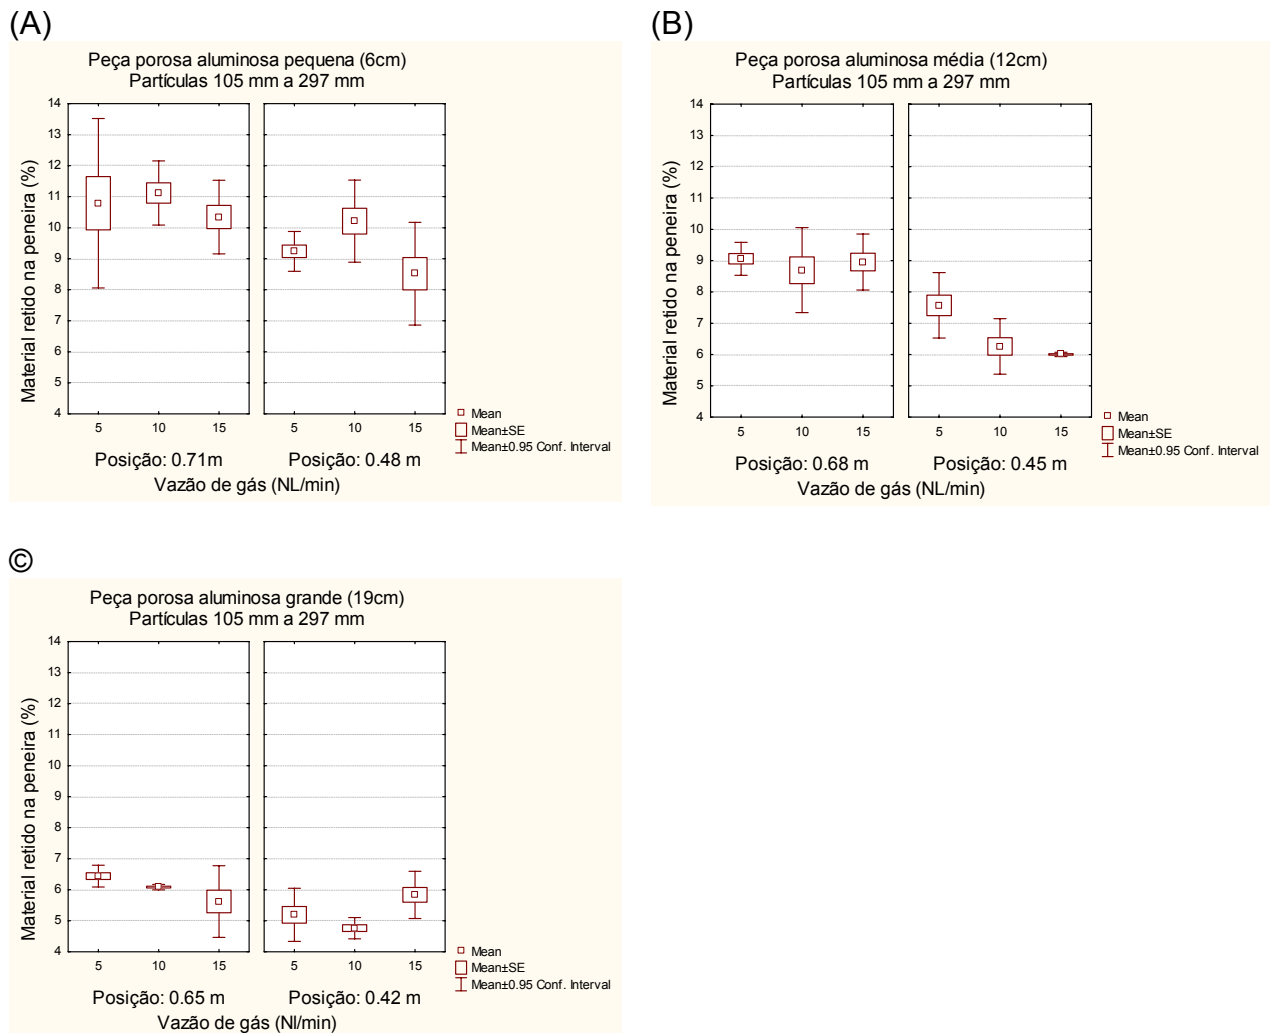 (A)
Peça porosa aluminosa pequena (6cm)
Partículas 105 mm a 297 mm
Material retido na peneira (%)
14
13
12
11
10
9
8
7
6
5
4
5 10 15 5 10 15
Posição: 0.71m Posição: 0.48 m
Vazão de gás (NL/min)
Mean
Mean±SE
Mean±0.95 Conf. Interval
(B)
Peça porosa aluminosa média (12cm)
Partículas 105 mm a 297 mm
Material retido na peneira (%)
14
13
12
11
10
9
8
7
6
5
4
5 10 15 5 10 15
Posição: 0.68 m Posição: 0.45 m
Vazão de gás (NL/min)
Mean
Mean±SE
Mean±0.95 Conf. Interval
©
Peça porosa aluminosa grande (19cm)
Partículas 105 mm a 297 mm
Material retido na peneira (%)
14
13
12
11
10
9
8
7
6
5
4
5 10 15 5 10 15
Posição: 0.65 m Posição: 0.42 m
Vazão de gás (Nl/min)
Mean
Mean±SE
Mean±0.95 Conf. Interval